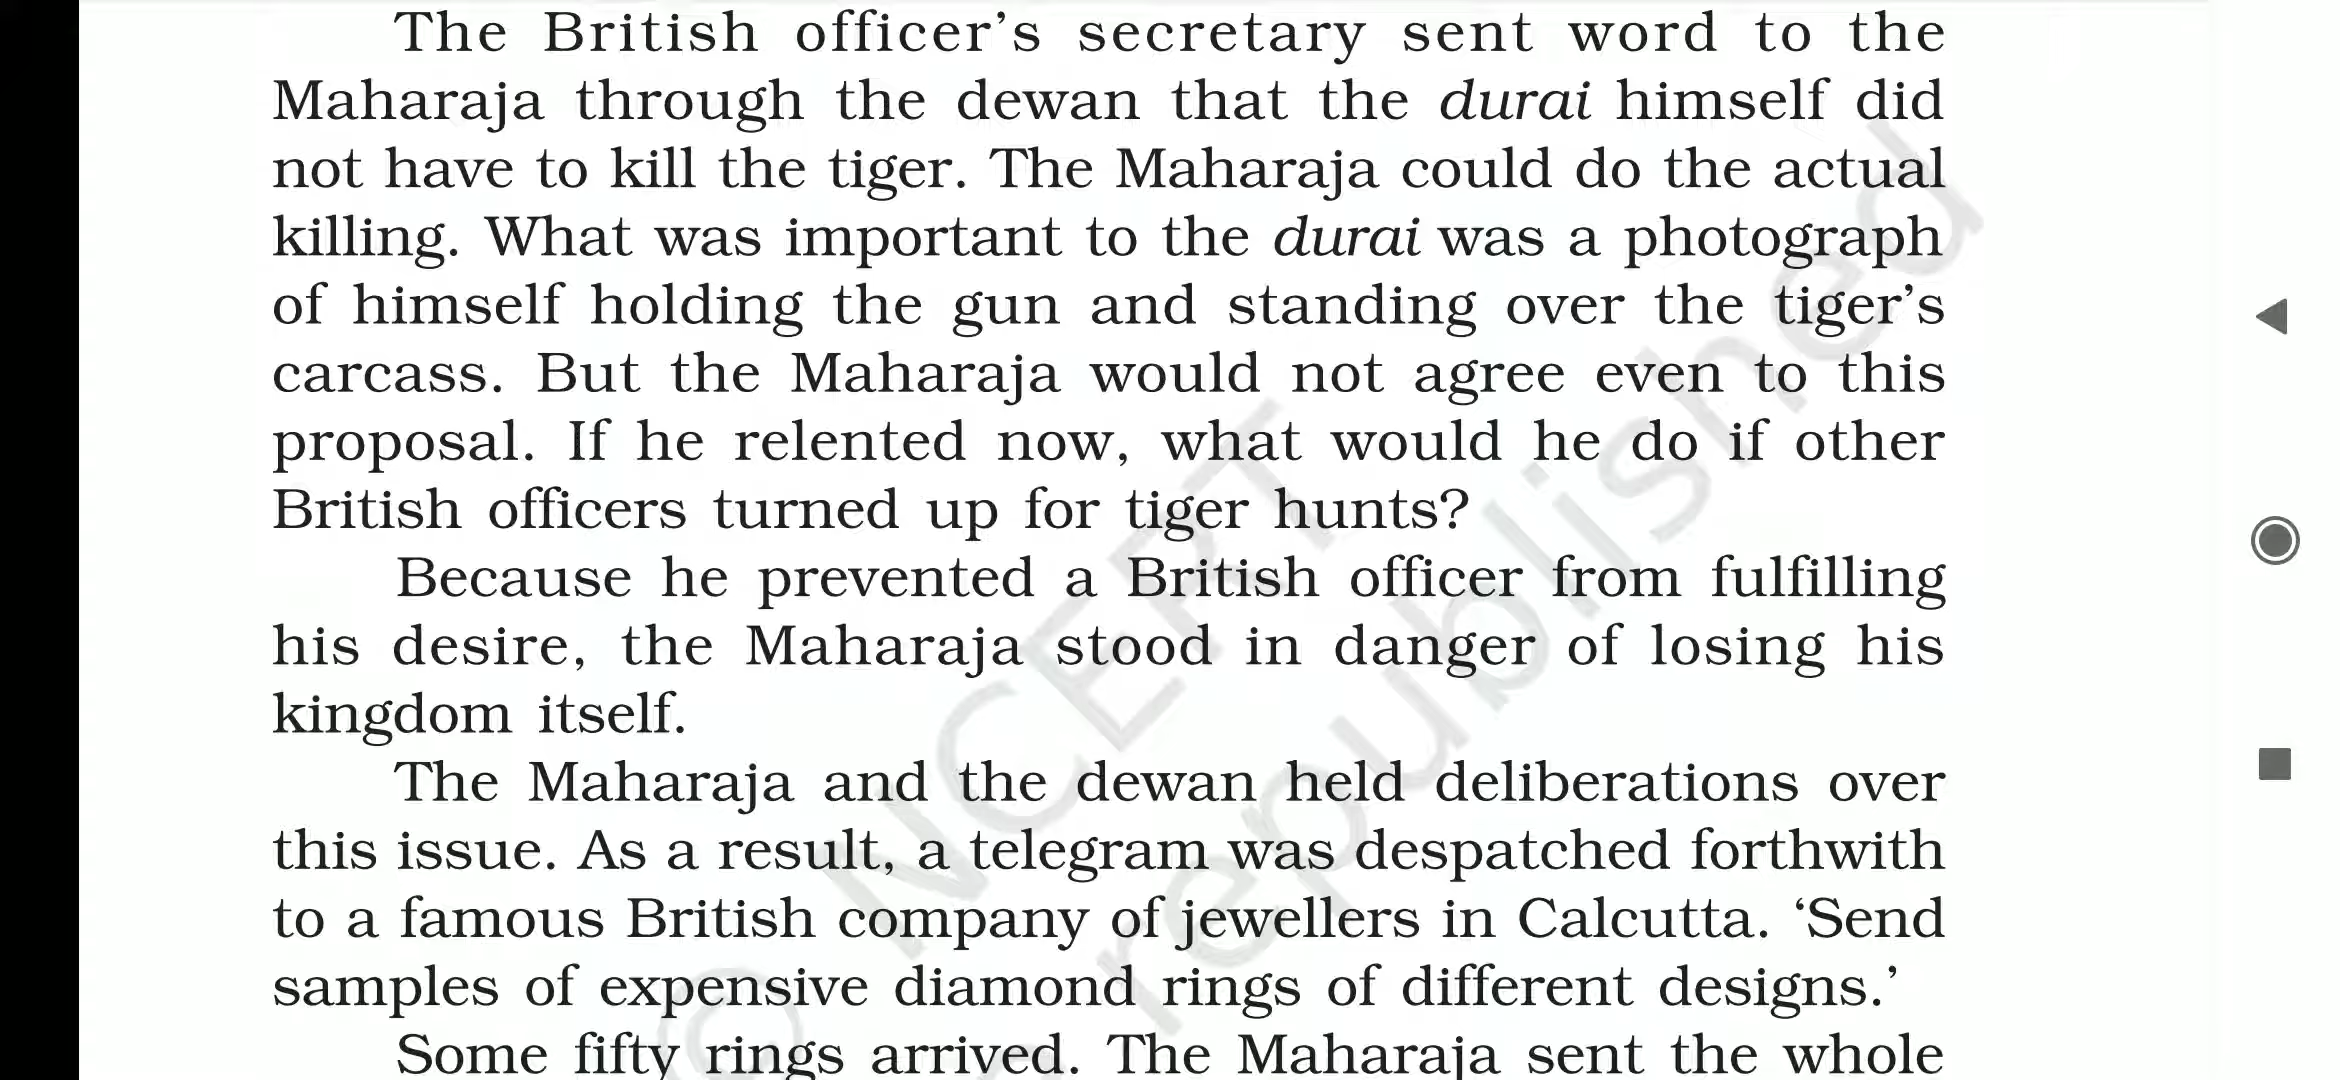 The British officer’s secretary sent word to the
Maharaja through the dewan that the durai himself did
not have to kill the tiger. The Maharaja could do the actual
killing. What was important to the durai was a photograph
of himself holding the gun and standing over the tiger’s
carcass. But the Maharaja would not agree even to this
proposal. If he relented now, what would he do if other
British officers turned up for tiger hunts?
Because he prevented a British officer from fulfilling
his desire, the Maharaja stood in danger of losing his
kingdom itself.
The Maharaja and the dewan held deliberations over
this issue. As a result, a telegram was despatched forthwith
to a famous British company of jewellers in Calcutta. ‘Send
samples of expensive diamond rings of different designs.’
Some fifty rings arrived. The Maharaja sent the whole
© NCERT
republished